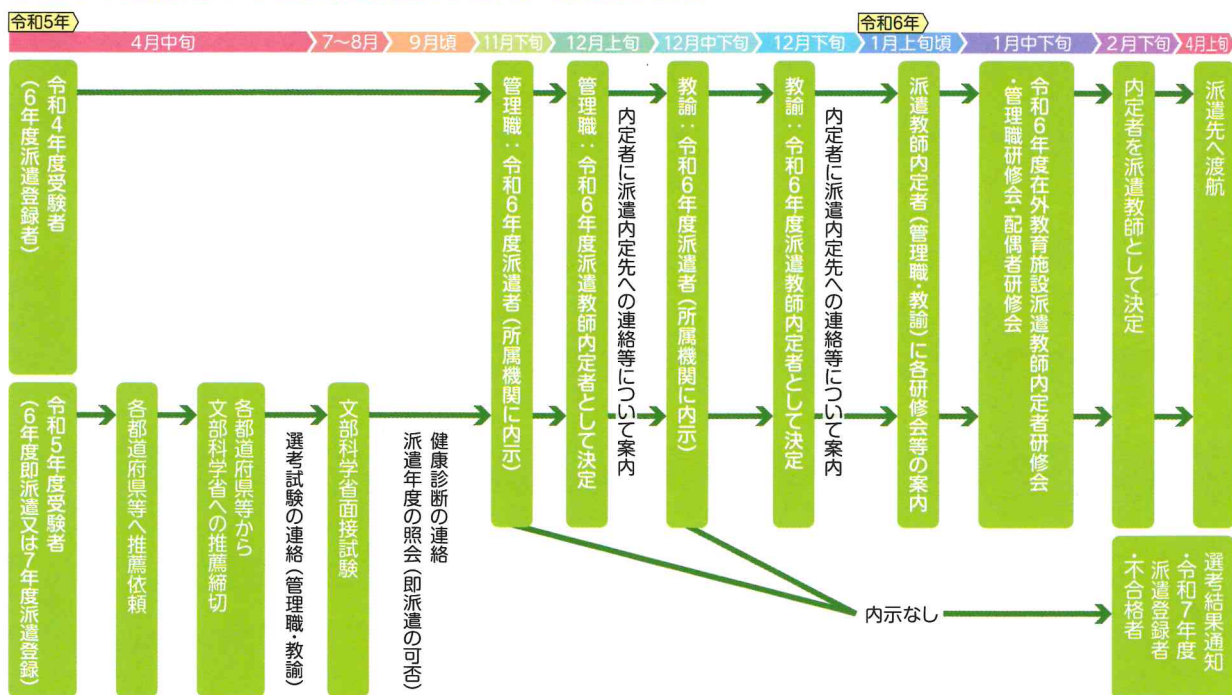 令和5年
令和6年
4月中旬
7〜8月
9月頃
11月下旬
12月上旬
12月中下旬
12月下旬
1月上旬頃
1月中下旬
2月下旬
4月上旬
令和4年度受験者
（6年度派遣登録者）
管理職：令和6年度派遣者（所属機関に内示）
管理職：令和6年度派遣教師内定者として決定
内定者に派遣内定先への連絡等について案内
教諭：令和6年度派遣者（所属機関に内示）
教諭：令和6年度派遣教師内定者として決定
内定者に派遣内定先への連絡等について案内
派遣教師内定者（管理職・教諭）に各研修会等の案内
令和6年度在外教育施設派遣教師内定者研修会
・管理職研修会・配偶者研修会
内定者を派遣教師として決定
派遣先へ渡航
令和5年度受験者
（6年度即派遣又は7年度派遣登録）
各都道府県等へ推薦依頼
各都道府県等から
文部科学省への推薦締切
選考試験の連絡（管理職・教諭）
文部科学省面接試験
健康診断の連絡
派遣年度の照会（即派遣の可否）
内示なし
選考結果通知
・令和7年度
派遣登録者
・不合格者